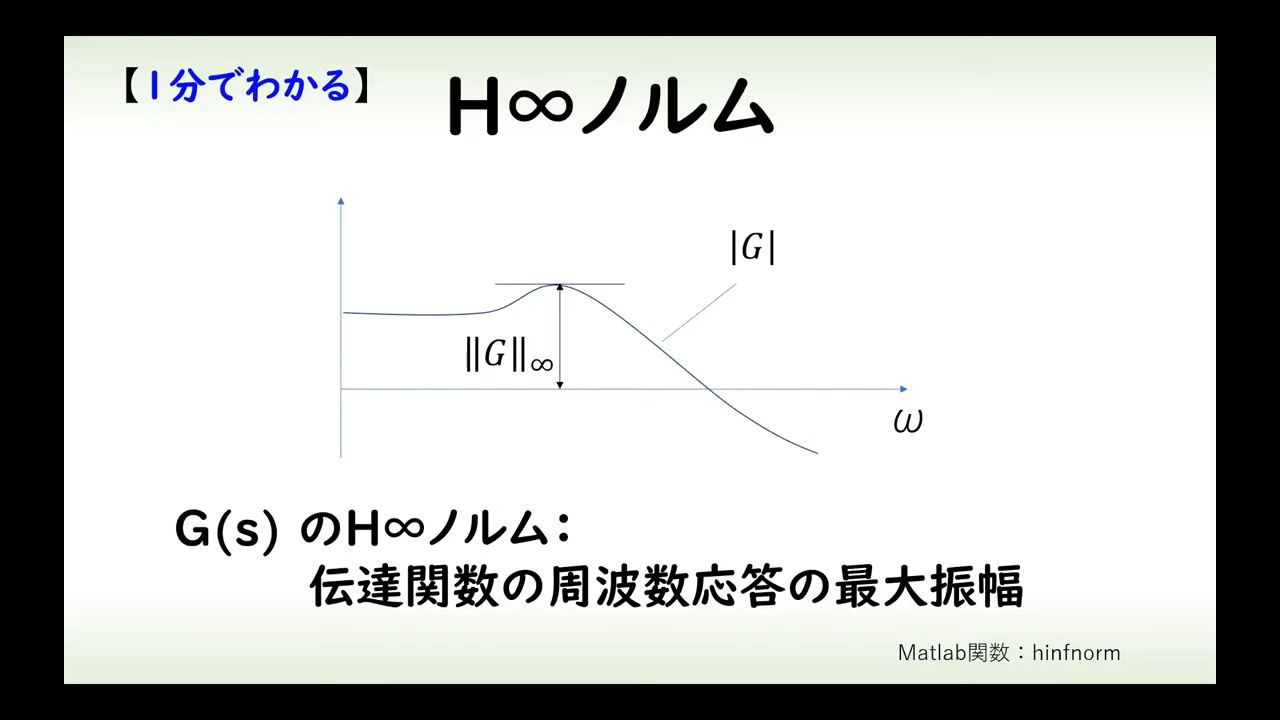 【1分でわかる】
H∞ノルム
|G|
‖G‖∞
ω
G(s) のH∞ノルム：
伝達関数の周波数応答の最大振幅
Matlab関数：hinfnorm